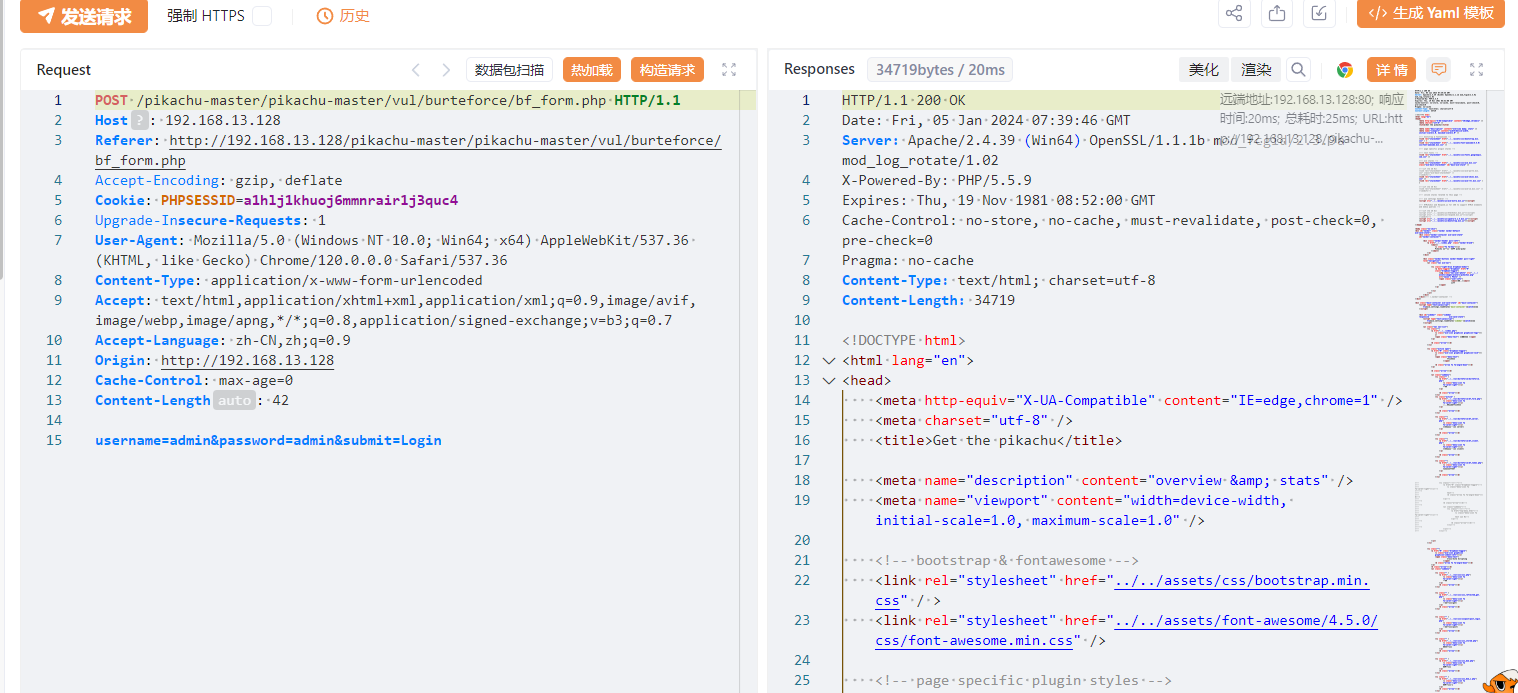 发送请求 强制 HTTPS 历史 </> 生成 Yaml 模板
Request 数据包扫描 热加载 构造请求
1 POST /pikachu-master/pikachu-master/vul/burteforce/bf_form.php HTTP/1.1
2 Host ? : 192.168.13.128
3 Referer: http://192.168.13.128/pikachu-master/pikachu-master/vul/burteforce/
bf_form.php
4 Accept-Encoding: gzip, deflate
5 Cookie: PHPSESSID=a1hlj1khuoj6mmnrair1j3quc4
6 Upgrade-Insecure-Requests: 1
7 User-Agent: Mozilla/5.0 (Windows NT 10.0; Win64; x64) AppleWebKit/537.36
(KHTML, like Gecko) Chrome/120.0.0.0 Safari/537.36
8 Content-Type: application/x-www-form-urlencoded
9 Accept: text/html,application/xhtml+xml,application/xml;q=0.9,image/avif,
image/webp,image/apng,*/*;q=0.8,application/signed-exchange;v=b3;q=0.7
10 Accept-Language: zh-CN,zh;q=0.9
11 Origin: http://192.168.13.128
12 Cache-Control: max-age=0
13 Content-Length auto : 42
14
15 username=admin&password=admin&submit=Login
Responses 34719bytes / 20ms 美化 渲染 详情
远端地址:192.168.13.128:80; 响应
时间:20ms; 总耗时:25ms; URL:htt
p://192.168.13.128/pikachu-...
1 HTTP/1.1 200 OK
2 Date: Fri, 05 Jan 2024 07:39:46 GMT
3 Server: Apache/2.4.39 (Win64) OpenSSL/1.1.1b
mod_log_rotate/1.02
4 X-Powered-By: PHP/5.5.9
5 Expires: Thu, 19 Nov 1981 08:52:00 GMT
6 Cache-Control: no-store, no-cache, must-revalidate, post-check=0,
pre-check=0
7 Pragma: no-cache
8 Content-Type: text/html; charset=utf-8
9 Content-Length: 34719
10
11 <!DOCTYPE html>
12 <html lang="en">
13 <head>
14 <meta http-equiv="X-UA-Compatible" content="IE=edge,chrome=1" />
15 <meta charset="utf-8" />
16 <title>Get the pikachu</title>
17
18 <meta name="description" content="overview &amp; stats" />
19 <meta name="viewport" content="width=device-width,
initial-scale=1.0, maximum-scale=1.0" />
20
21 <!-- bootstrap & fontawesome -->
22 <link rel="stylesheet" href="../../assets/css/bootstrap.min.
css" />
23 <link rel="stylesheet" href="../../assets/font-awesome/4.5.0/
css/font-awesome.min.css" />
24
25 <!-- page specific plugin styles -->